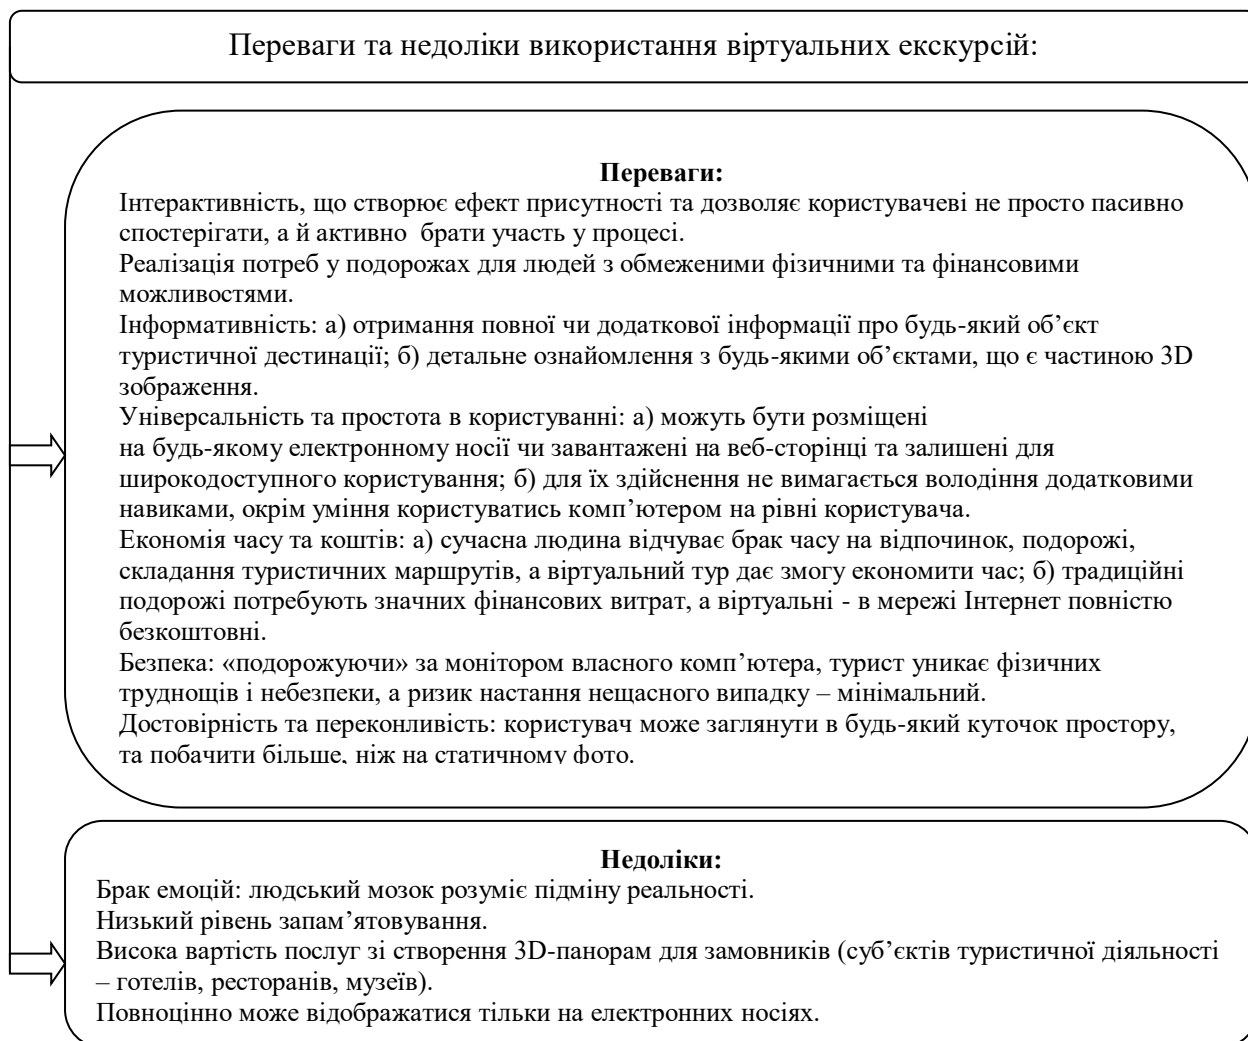 Переваги та недоліки використання віртуальних екскурсій:
Переваги:
Інтерактивність, що створює ефект присутності та дозволяє користувачеві не просто пасивно
спостерігати, а й активно брати участь у процесі.
Реалізація потреб у подорожах для людей з обмеженими фізичними та фінансовими
можливостями.
Інформативність: а) отримання повної чи додаткової інформації про будь-який об’єкт
туристичної дестинації; б) детальне ознайомлення з будь-якими об’єктами, що є частиною 3D
зображення.
Універсальність та простота в користуванні: а) можуть бути розміщені
на будь-якому електронному носії чи завантажені на веб-сторінці та залишені для
широкодоступного користування; б) для їх здійснення не вимагається володіння додатковими
навиками, окрім уміння користуватись комп’ютером на рівні користувача.
Економія часу та коштів: а) сучасна людина відчуває брак часу на відпочинок, подорожі,
складання туристичних маршрутів, а віртуальний тур дає змогу економити час; б) традиційні
подорожі потребують значних фінансових витрат, а віртуальні - в мережі Інтернет повністю
безкоштовні.
Безпека: «подорожуючи» за монітором власного комп’ютера, турист уникає фізичних
труднощів і небезпеки, а ризик настання нещасного випадку – мінімальний.
Достовірність та переконливість: користувач може заглянути в будь-який куточок простору,
та побачити більше, ніж на статичному фото.
Недоліки:
Брак емоцій: людський мозок розуміє підміну реальності.
Низький рівень запам’ятовування.
Висока вартість послуг зі створення 3D-панорам для замовників (суб’єктів туристичної діяльності
– готелів, ресторанів, музеїв).
Повноцінно може відображатися тільки на електронних носіях.